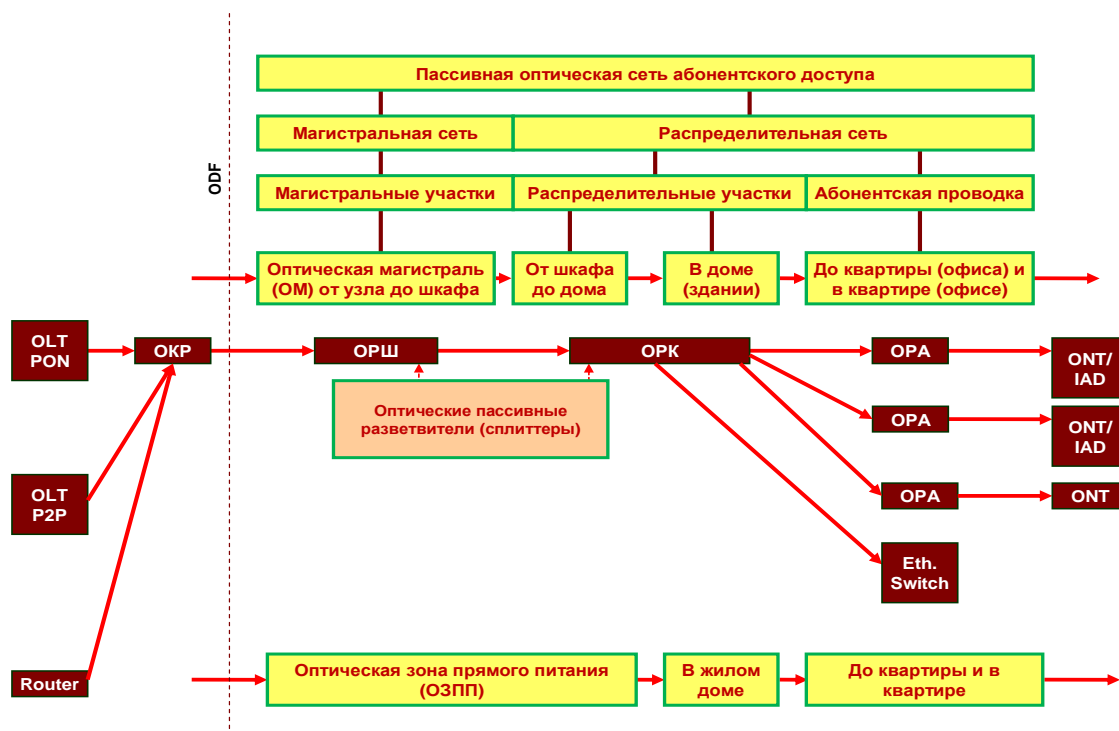 Пассивная оптическая сеть абонентского доступа
Магистральная сеть
Распределительная сеть
ODF
Магистральные участки
Распределительные участки
Абонентская проводка
Оптическая магистраль
(ОМ) от узла до шкафа
От шкафа
до дома
В доме
(здании)
До квартиры (офиса) и
в квартире (офисе)
OLT
PON
ОКР
ОРШ
ОРК
ОРА
ONT/
IAD
Оптические пассивные
разветвители (сплиттеры)
ОРА
ONT/
IAD
OLT
P2P
ОРА
ONT
Eth.
Switch
Router
Оптическая зона прямого питания
(ОЗПП)
В жилом
доме
До квартиры и в
квартире